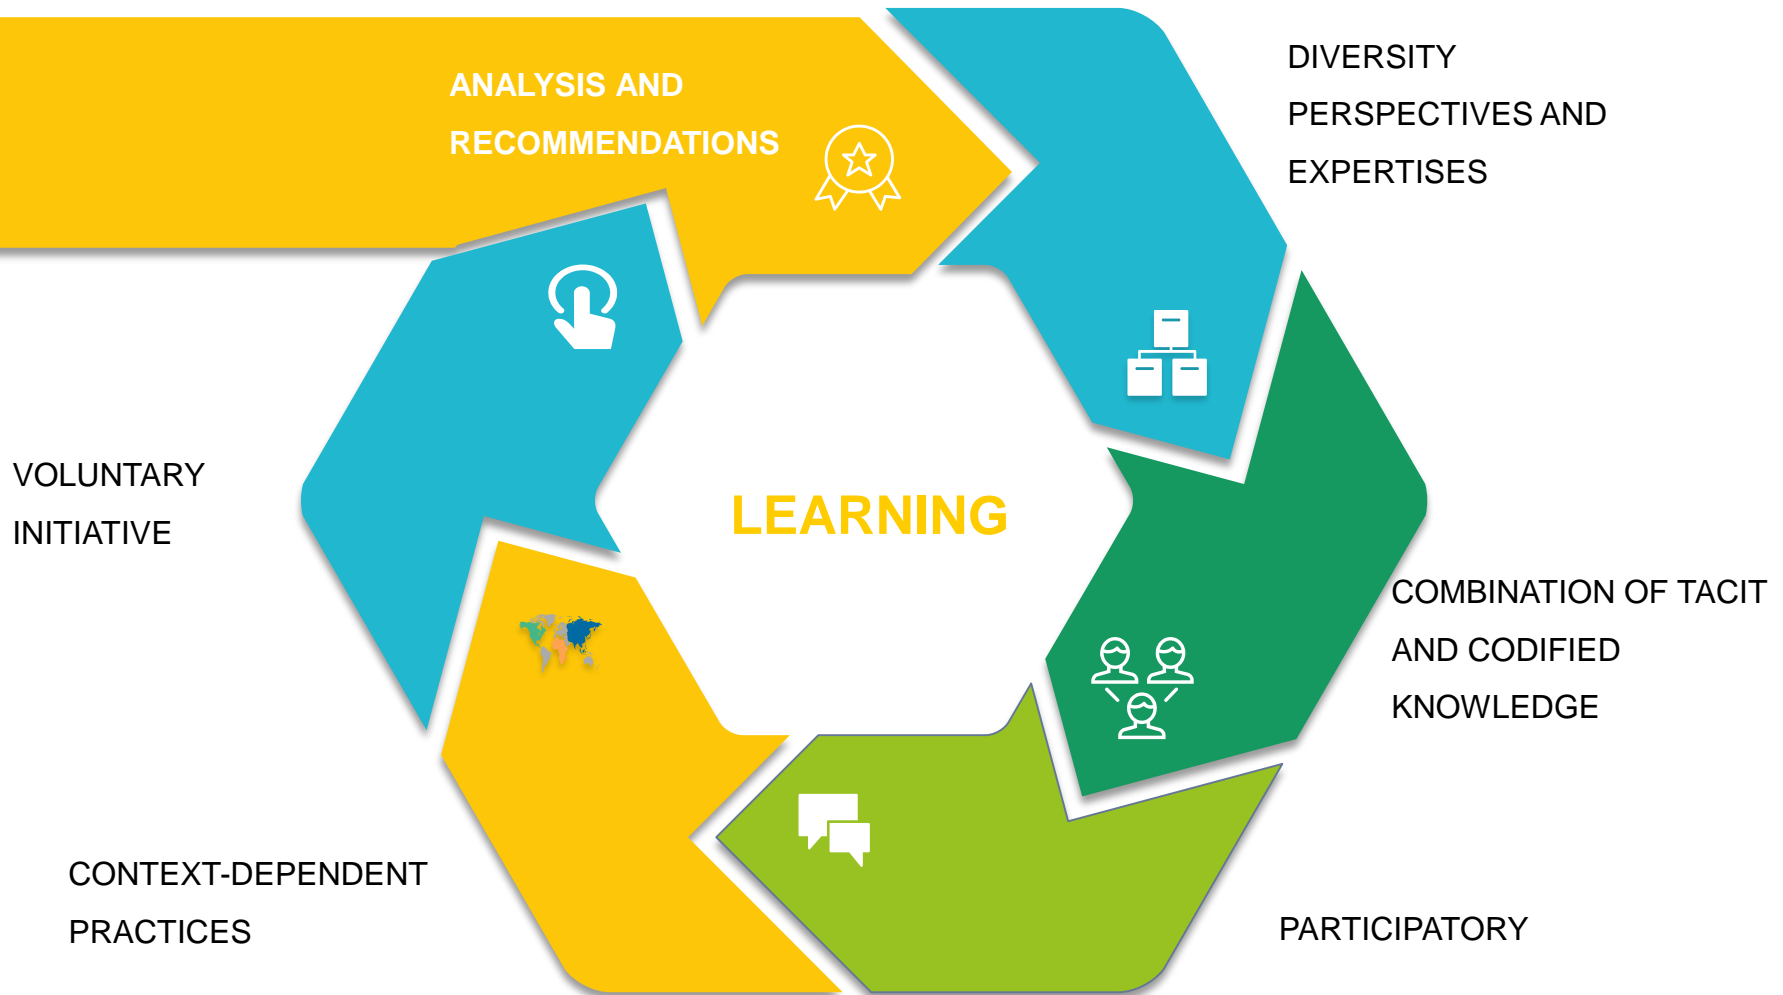 ANALYSIS AND
RECOMMENDATIONS
DIVERSITY
PERSPECTIVES AND
EXPERTISES
VOLUNTARY
INITIATIVE
LEARNING
COMBINATION OF TACIT
AND CODIFIED
KNOWLEDGE
CONTEXT-DEPENDENT
PRACTICES
PARTICIPATORY